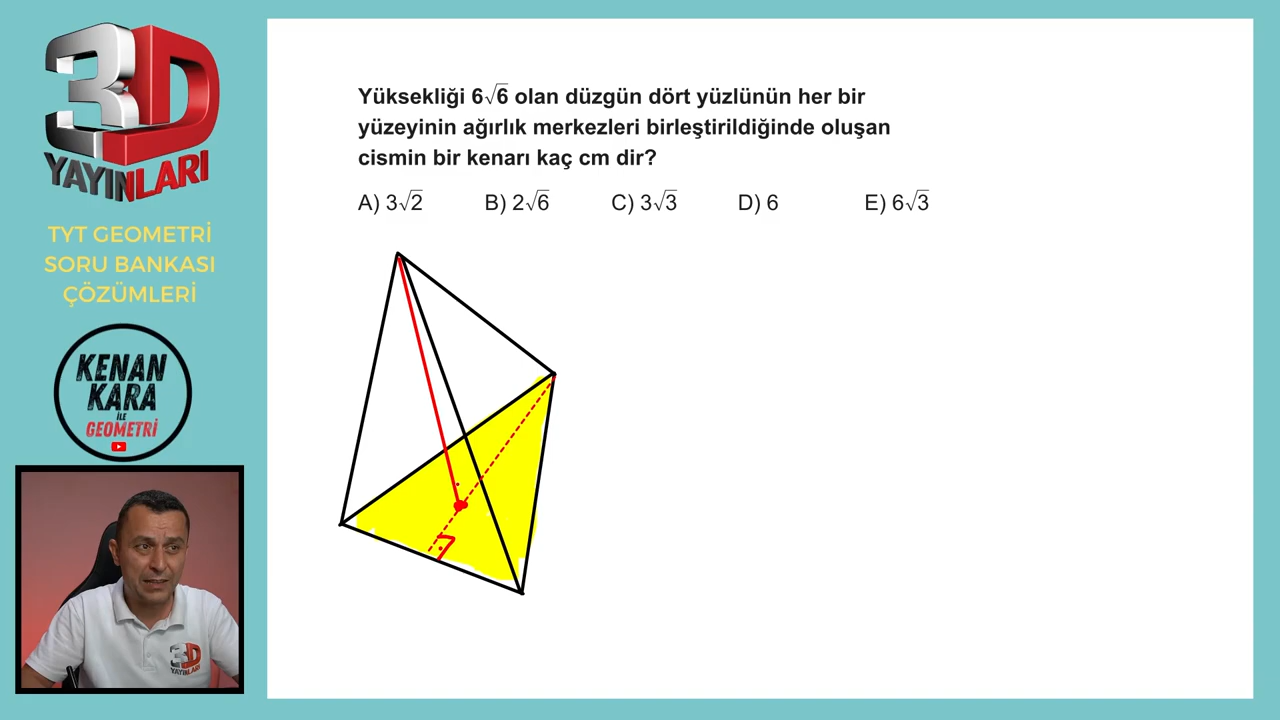 3D
YAYINLARI
TYT GEOMETRİ
SORU BANKASI
ÇÖZÜMLERİ
KENAN
KARA
İLE
GEOMETRİ
3D
YAYINLARI
Yüksekliği 6√6 olan düzgün dört yüzlünün her bir
yüzeyinin ağırlık merkezleri birleştirildiğinde oluşan
cismin bir kenarı kaç cm dir?
A) 3√2 B) 2√6 C) 3√3 D) 6 E) 6√3